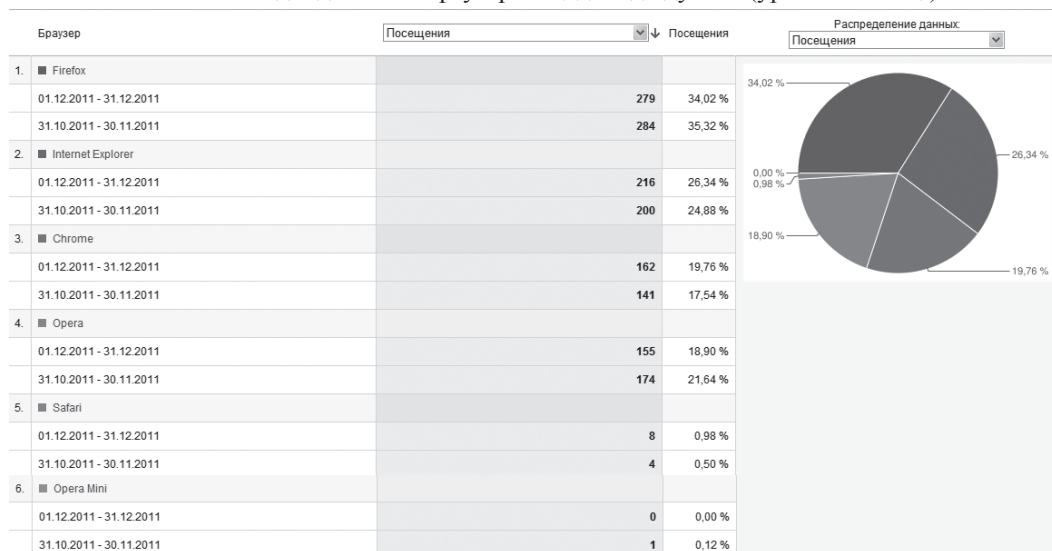 Браузер Посещения Посещения
Распределение данных:
Посещения
1. Firefox
01.12.2011 - 31.12.2011 279 34,02 %
31.10.2011 - 30.11.2011 284 35,32 %
2. Internet Explorer
01.12.2011 - 31.12.2011 216 26,34 %
31.10.2011 - 30.11.2011 200 24,88 %
3. Chrome
01.12.2011 - 31.12.2011 162 19,76 %
31.10.2011 - 30.11.2011 141 17,54 %
4. Opera
01.12.2011 - 31.12.2011 155 18,90 %
31.10.2011 - 30.11.2011 174 21,64 %
5. Safari
01.12.2011 - 31.12.2011 8 0,98 %
31.10.2011 - 30.11.2011 4 0,50 %
6. Opera Mini
01.12.2011 - 31.12.2011 0 0,00 %
31.10.2011 - 30.11.2011 1 0,12 %
34,02 %
26,34 %
0,00 %
0,98 %
18,90 %
19,76 %